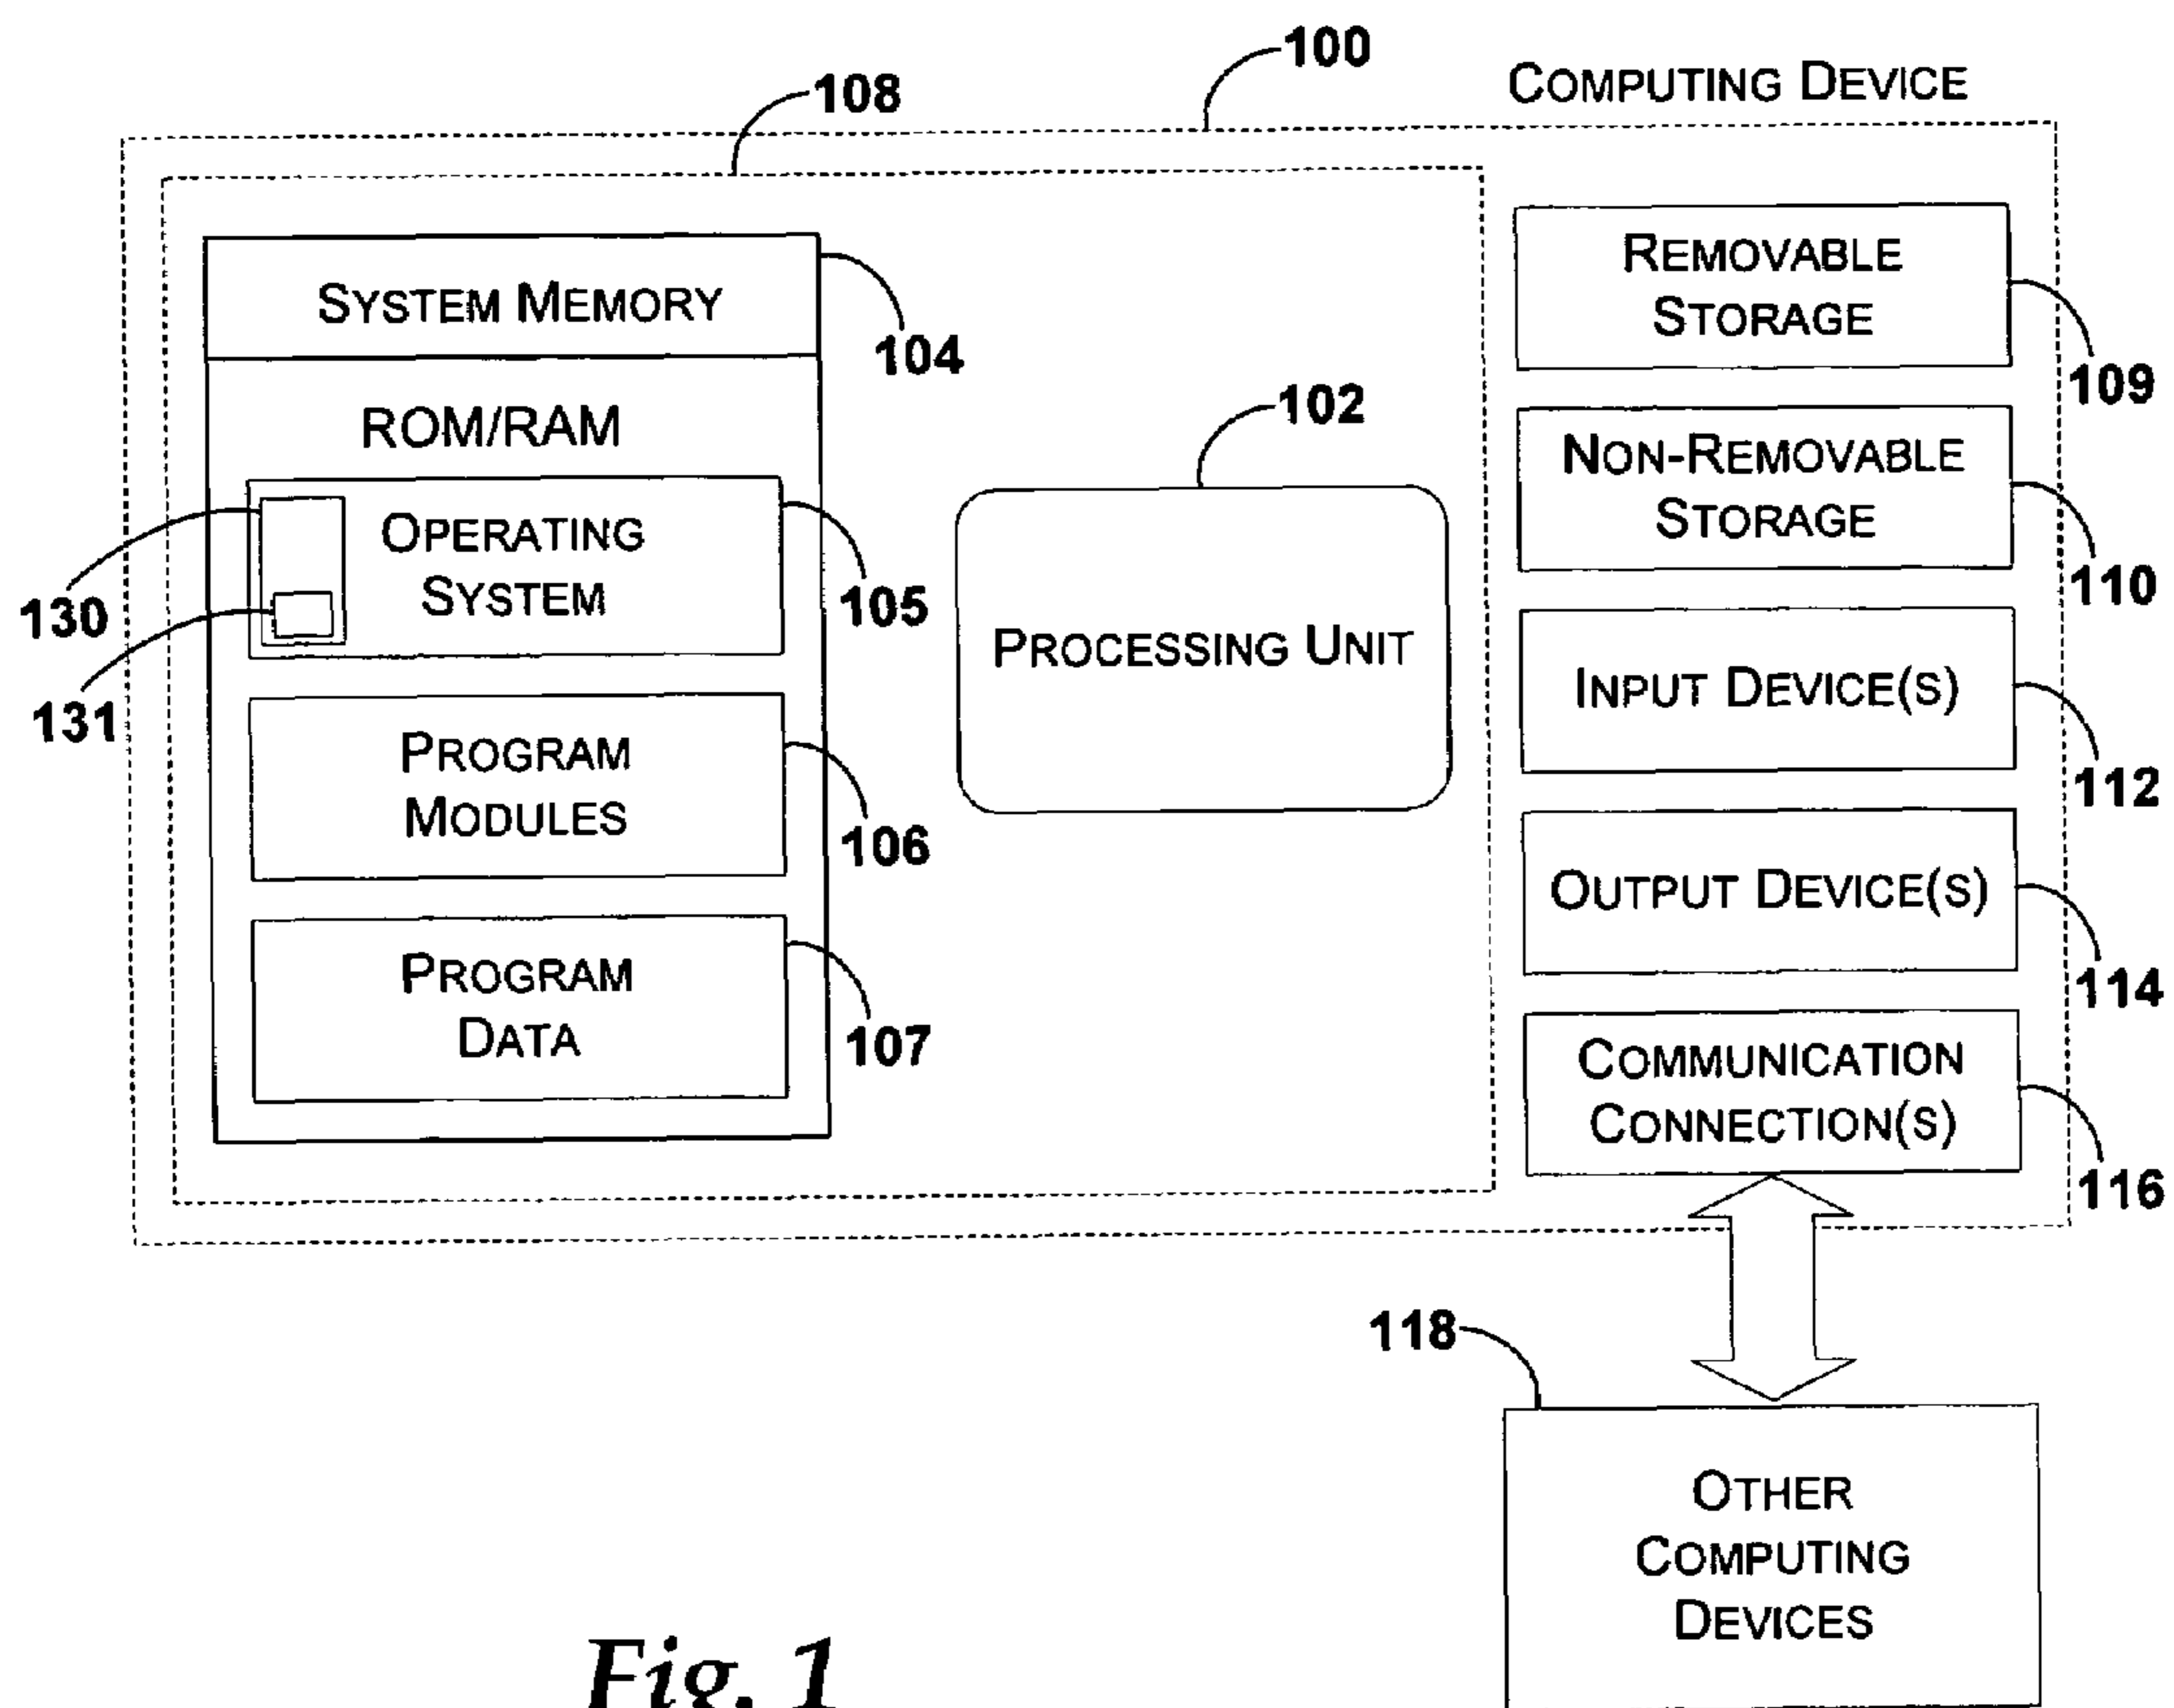 100
COMPUTING DEVICE
108
SYSTEM MEMORY
104
ROM/RAM
OPERATING
SYSTEM
105
130
131
PROGRAM
MODULES
106
PROGRAM
DATA
107
102
PROCESSING UNIT
REMOVABLE
STORAGE
109
NON-REMOVABLE
STORAGE
110
INPUT DEVICE(S)
112
OUTPUT DEVICE(S)
114
COMMUNICATION
CONNECTION(S)
116
118
OTHER
COMPUTING
DEVICES
Fig. 1